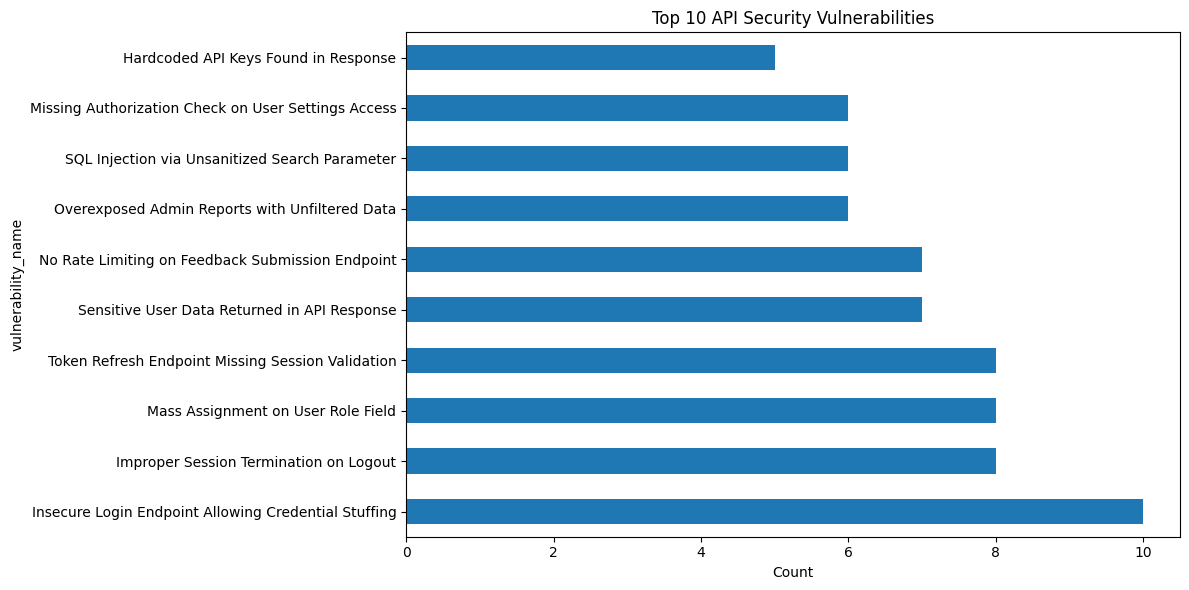 Top 10 API Security Vulnerabilities
vulnerability_name
Hardcoded API Keys Found in Response
Missing Authorization Check on User Settings Access
SQL Injection via Unsanitized Search Parameter
Overexposed Admin Reports with Unfiltered Data
No Rate Limiting on Feedback Submission Endpoint
Sensitive User Data Returned in API Response
Token Refresh Endpoint Missing Session Validation
Mass Assignment on User Role Field
Improper Session Termination on Logout
Insecure Login Endpoint Allowing Credential Stuffing
0 2 4 6 8 10
Count